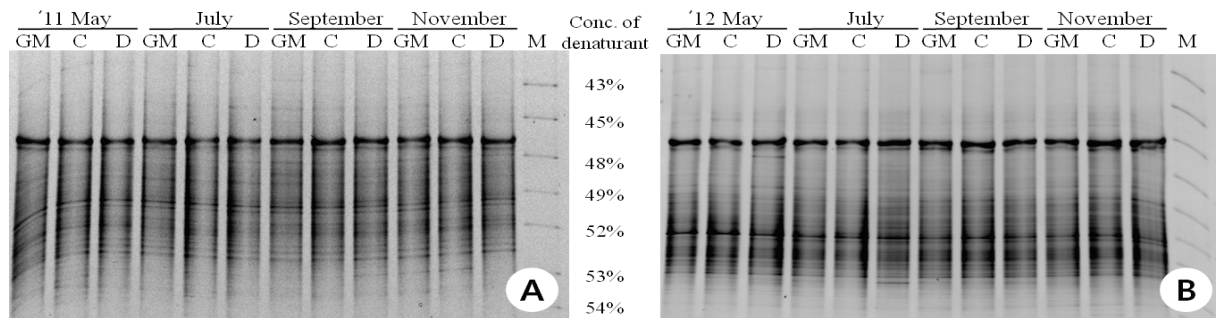 ´11 May July September November Conc. of denaturant ´12 May July September November
GM C D GM C D GM C D GM C D M GM C D GM C D GM C D GM C D M
43%
45%
48%
49%
52%
53%
54%
A B